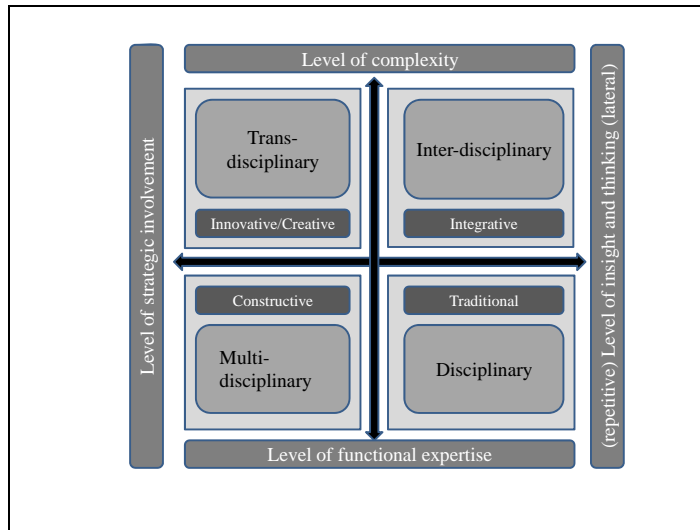 Level of complexity
Level of strategic involvement
Trans-
disciplinary
Innovative/Creative
Inter-disciplinary
Integrative
Constructive
Multi-
disciplinary
Traditional
Disciplinary
(repetitive) Level of insight and thinking (lateral)
Level of functional expertise